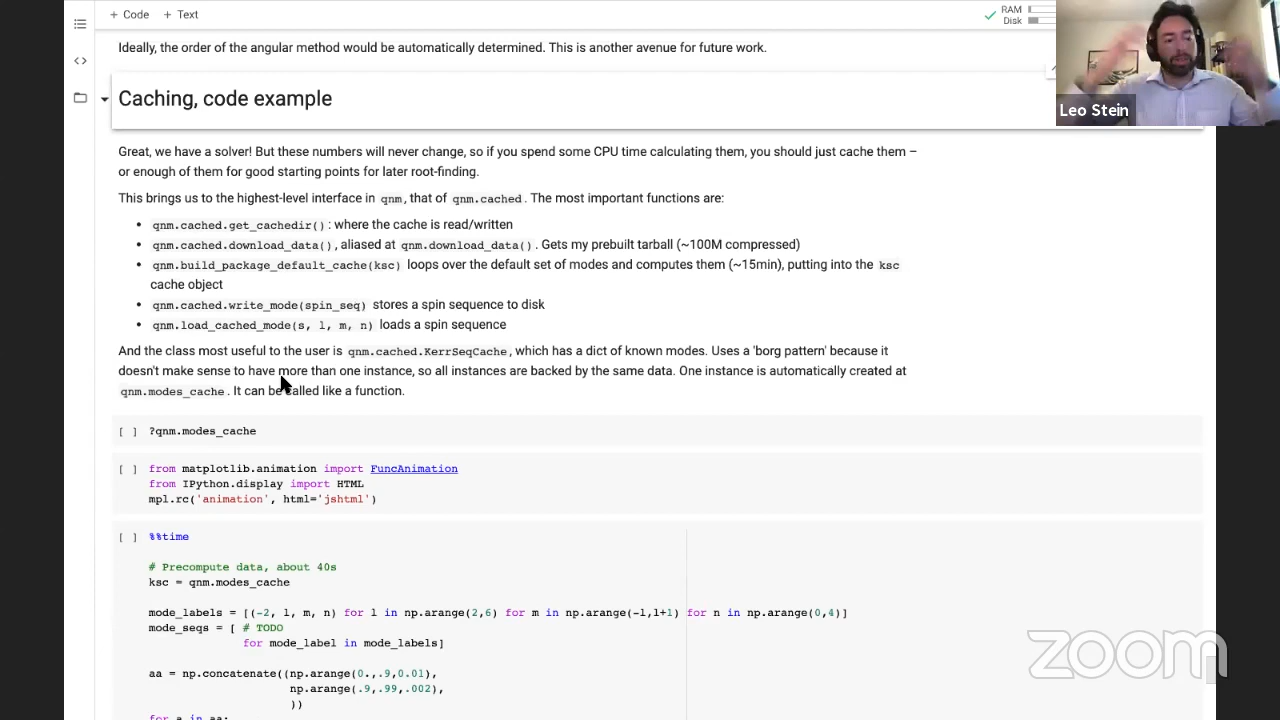 + Code + Text
RAM
Disk
Ideally, the order of the angular method would be automatically determined. This is another avenue for future work.
Leo Stein
Caching, code example
Great, we have a solver! But these numbers will never change, so if you spend some CPU time calculating them, you should just cache them –
or enough of them for good starting points for later root-finding.
This brings us to the highest-level interface in qnm, that of qnm.cached. The most important functions are:
• qnm.cached.get_cachedir(): where the cache is read/written
• qnm.cached.download_data(), aliased at qnm.download_data(). Gets my prebuilt tarball (~100M compressed)
• qnm.build_package_default_cache(ksc) loops over the default set of modes and computes them (~15min), putting into the ksc
cache object
• qnm.cached.write_mode(spin_seq) stores a spin sequence to disk
• qnm.load_cached_mode(s, l, m, n) loads a spin sequence
And the class most useful to the user is qnm.cached.KerrSeqCache, which has a dict of known modes. Uses a 'borg pattern' because it
doesn't make sense to have more than one instance, so all instances are backed by the same data. One instance is automatically created at
qnm.modes_cache. It can be called like a function.
[ ] ?qnm.modes_cache
[ ] from matplotlib.animation import FuncAnimation
from IPython.display import HTML
mpl.rc('animation', html='jshtml')
[ ] %%time
# Precompute data, about 40s
ksc = qnm.modes_cache
mode_labels = [(-2, l, m, n) for l in np.arange(2,6) for m in np.arange(-l,l+1) for n in np.arange(0,4)]
mode_seqs = [ # TODO
for mode_label in mode_labels]
aa = np.concatenate((np.arange(0.,.9,0.01),
np.arange(.9,.99,.002),
))
for a in aa:
zoom